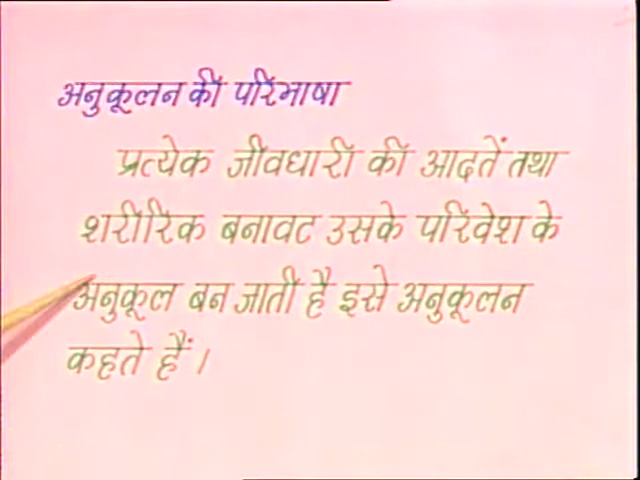 अनुकूलन की परिभाषा
प्रत्येक जीवधारी की आदतें तथा
शरीरिक बनावट उसके परिवेश के
अनुकूल बन जाती है इसे अनुकूलन
कहते हैं ।